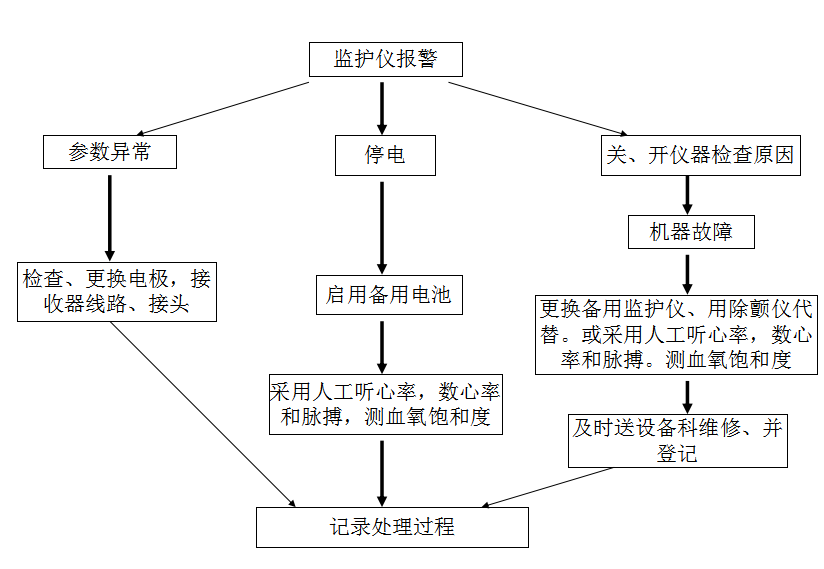 监护仪报警
参数异常
停电
关、开仪器检查原因
机器故障
检查、更换电极，接
收器线路、接头
启用备用电池
更换备用监护仪、用除颤仪代
替。或采用人工听心率，数心
率和脉搏。测血氧饱和度
采用人工听心率，数心率
和脉搏，测血氧饱和度
及时送设备科维修、并
登记
记录处理过程